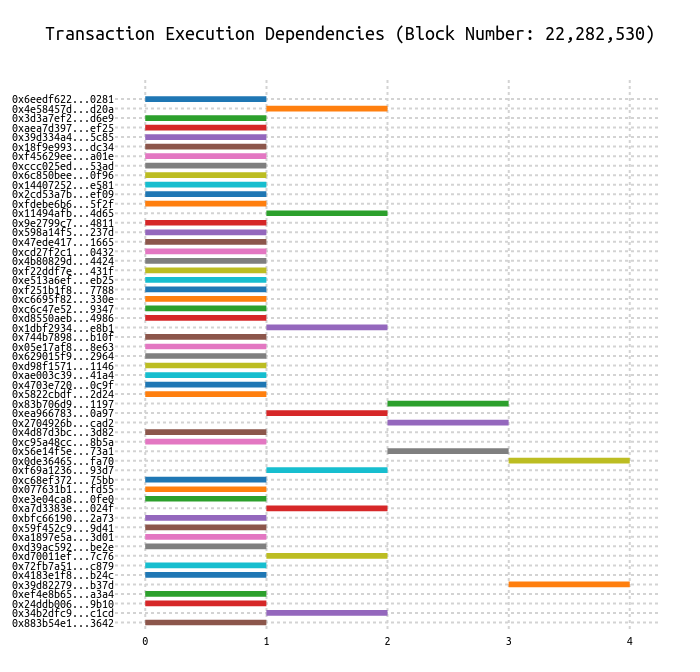 Transaction Execution Dependencies (Block Number: 22,282,530)
0x6eedf622...0281
0x4e58457d...d20a
0x3d3a7ef2...d6e9
0xaea7d397...ef25
0x39d334a4...5c85
0x18f9e993...dc34
0xf45629ee...a01e
0xccc025ed...53ad
0x6c850bee...0f96
0x14407252...e581
0x2cd53a7b...ef09
0xfdebe6b6...5f2f
0x11494afb...4d65
0x9e2799c7...4811
0x598a14f5...237d
0x47ede417...1665
0xcd27f2c1...0432
0x4b80829d...4424
0xf22ddf7e...431f
0xe513a6ef...eb25
0xf251b1f8...7788
0xc6695f82...330e
0xc6c47e52...9347
0xd8550aeb...4986
0x1dbf2934...e8b1
0x744b7898...b10f
0x05e17af8...8e63
0x629015f9...2964
0xd98f1571...1146
0xae003c39...41a4
0x4703e720...0c9f
0x5822cbdf...2d24
0x83b706d9...1197
0xea966783...0a97
0x2704926b...cad2
0x4d87d3bc...3d82
0xc95a48cc...8b5a
0x56e14f5e...73a1
0x0de36465...fa70
0xf69a1236...93d7
0xc68ef372...75bb
0x077631b1...fd55
0xe3e04ca8...0fe0
0xa7d3383e...024f
0xbfc66190...2a73
0x59f452c9...9d41
0xa1897e5a...3d01
0xd39ac592...be2e
0xd70011ef...7c76
0x72fb7a51...c879
0x4183e1f8...b24c
0x39d82279...b37d
0xef4e8b65...a3a4
0x24ddb006...9b10
0x34b2dfc9...c1cd
0x883b54e1...3642
0 1 2 3 4